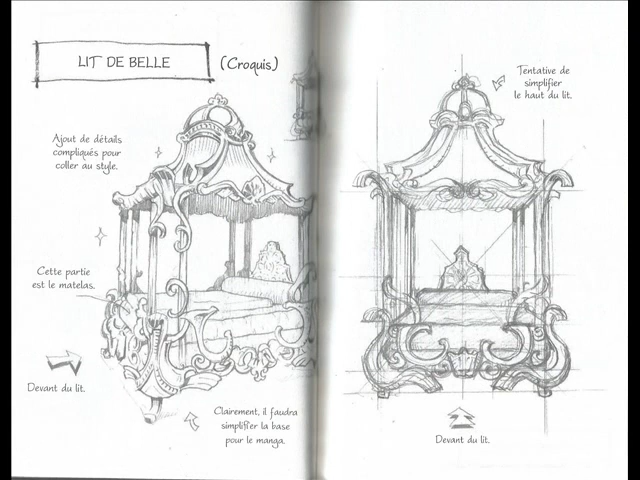 LIT DE BELLE
(Croquis)
Ajout de détails
compliqués pour
coller au style.
Cette partie
est le matelas.
Devant du lit.
Clairement, il faudra
simplifier la base
pour le manga.
Tentative de
simplifier
le haut du lit.
Devant du lit.